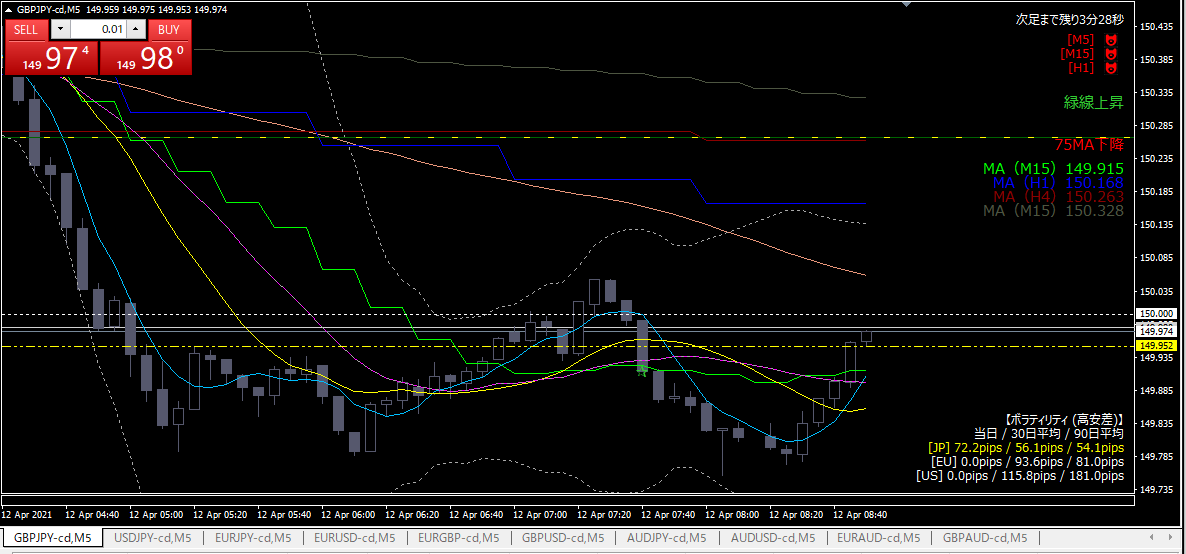 GBPJPY-cd,M5 149.959 149.975 149.953 149.974
SELL 0.01 BUY
149 97 4 149 98 0
次足まで残り3分28秒
[M5]
[M15]
[H1]
緑線上昇
75MA下降
MA（M15）149.915
MA（H1）150.168
MA（H4）150.263
MA（M15）150.328
150.435
150.385
150.335
150.285
150.235
150.185
150.135
150.085
150.035
150.000
149.974
149.952
149.935
149.885
149.835
149.785
149.735
【ボラティリティ(高安差)】
当日 / 30日平均 / 90日平均
[JP] 72.2pips / 56.1pips / 54.1pips
[EU] 0.0pips / 93.6pips / 81.0pips
[US] 0.0pips / 115.8pips / 181.0pips
12 Apr 2021 12 Apr 04:40 12 Apr 05:00 12 Apr 05:20 12 Apr 05:40 12 Apr 06:00 12 Apr 06:20 12 Apr 06:40 12 Apr 07:00 12 Apr 07:20 12 Apr 07:40 12 Apr 08:00 12 Apr 08:20 12 Apr 08:40
GBPJPY-cd,M5 USDJPY-cd,M5 EURJPY-cd,M5 EURUSD-cd,M5 EURGBP-cd,M5 GBPUSD-cd,M5 AUDJPY-cd,M5 AUDUSD-cd,M5 EURAUD-cd,M5 GBPAUD-cd,M5